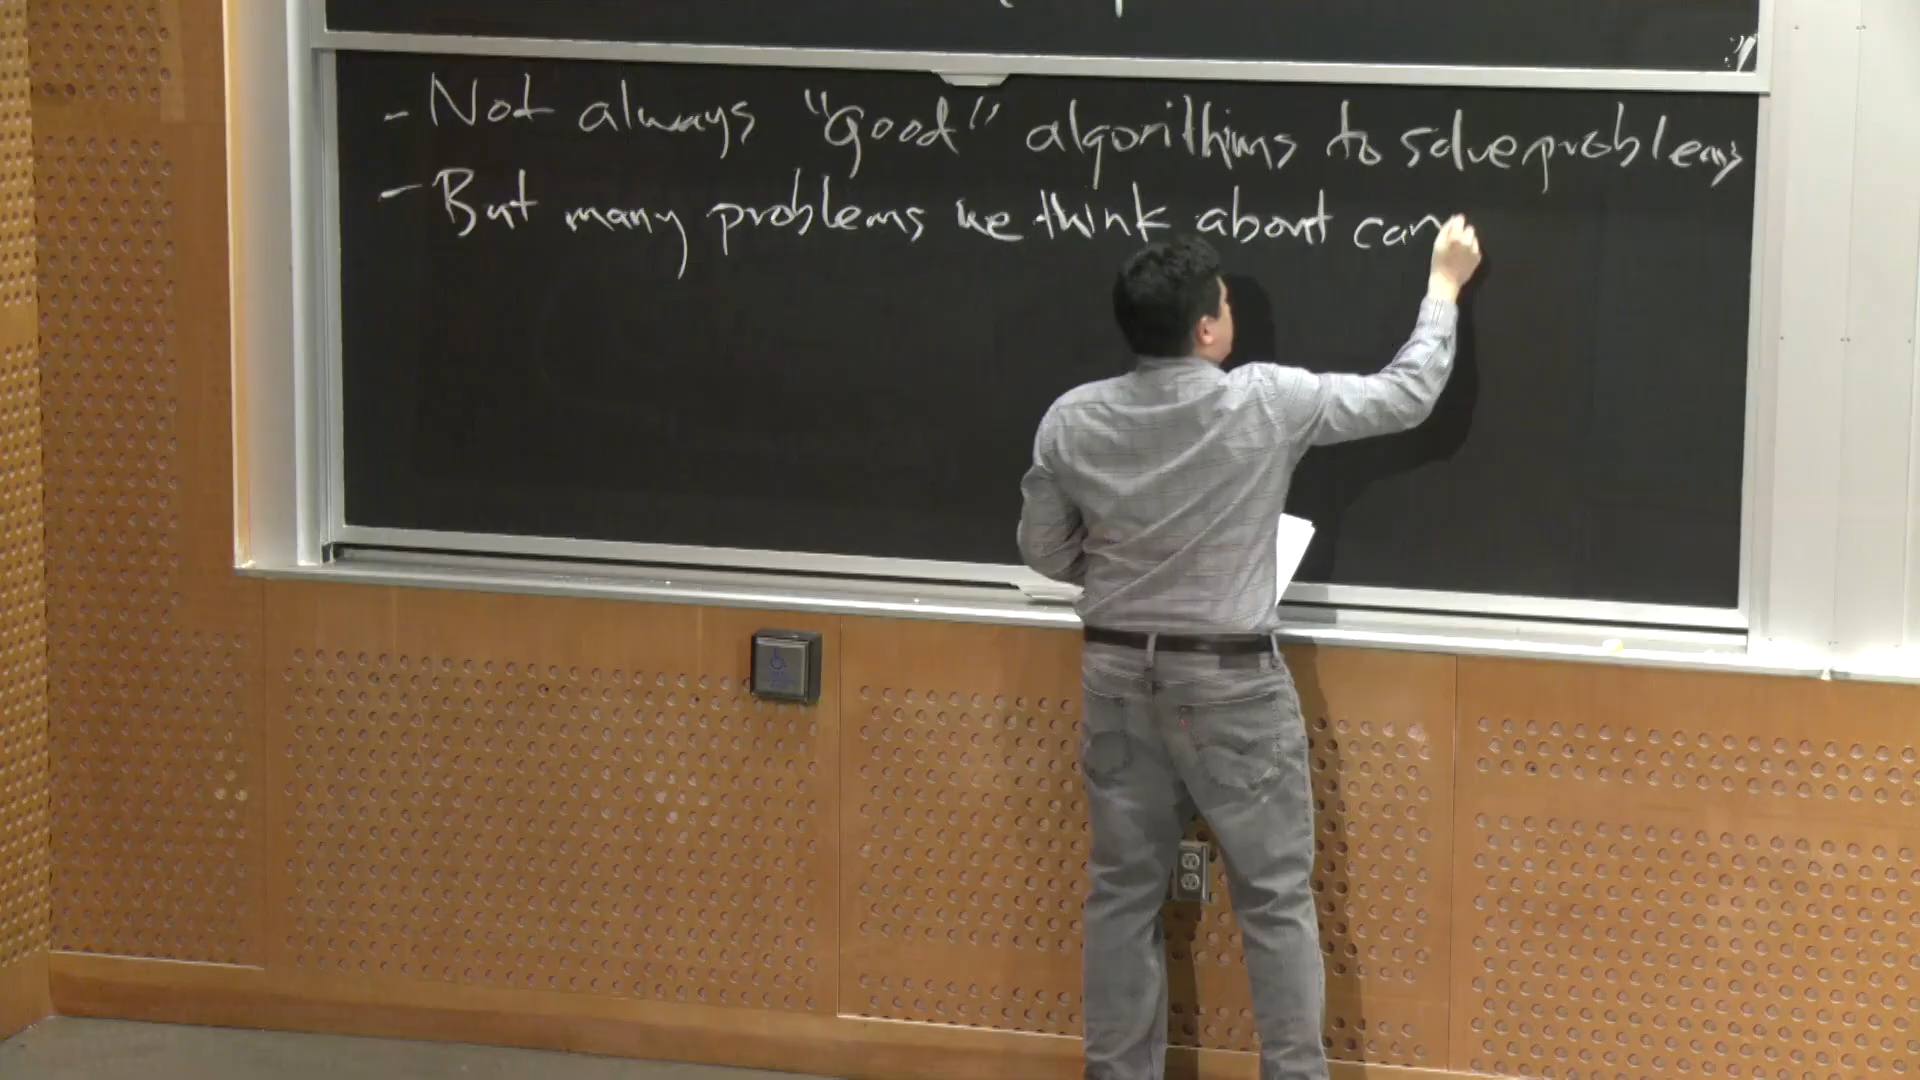 - Not always "good" algorithms to solve problems
- But many problems we think about can